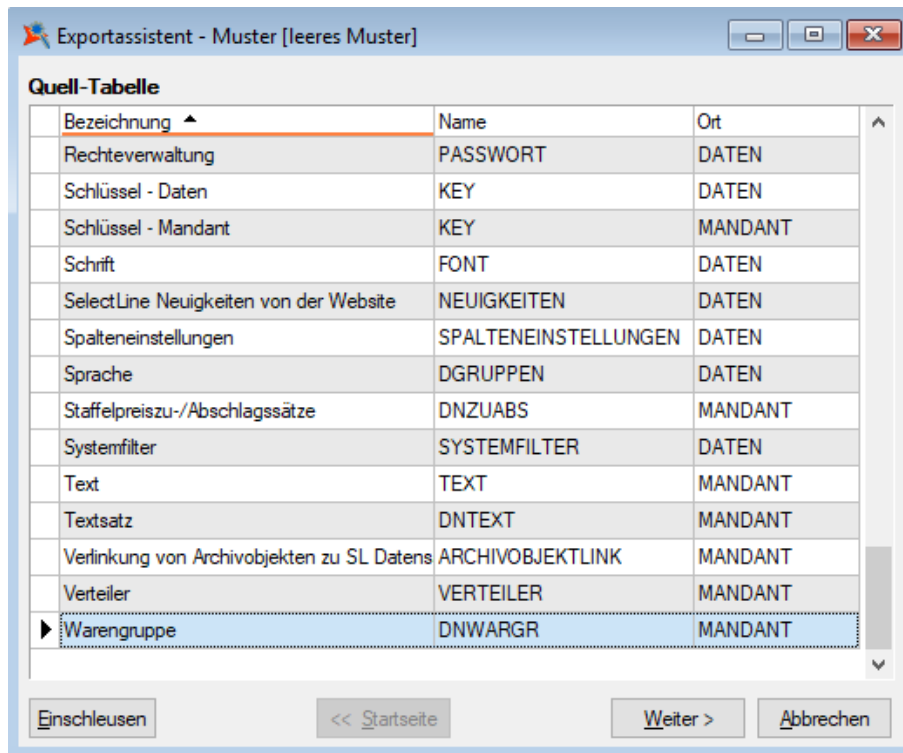 Exportassistent - Muster [leeres Muster]
Quell-Tabelle
Bezeichnung Name Ort
Rechteverwaltung PASSWORT DATEN
Schlüssel - Daten KEY DATEN
Schlüssel - Mandant KEY MANDANT
Schrift FONT DATEN
SelectLine Neuigkeiten von der Website NEUIGKEITEN DATEN
Spalteneinstellungen SPALTENEINSTELLUNGEN DATEN
Sprache DGRUPPEN DATEN
Staffelpreiszu-/Abschlagssätze DNZUABS MANDANT
Systemfilter SYSTEMFILTER DATEN
Text TEXT MANDANT
Textsatz DNTEXT MANDANT
Verlinkung von Archivobjekten zu SL Datens ARCHIVOBJEKTLINK MANDANT
Verteiler VERTEILER MANDANT
Warengruppe DNWARGR MANDANT
Einschleusen << Startseite Weiter > Abbrechen